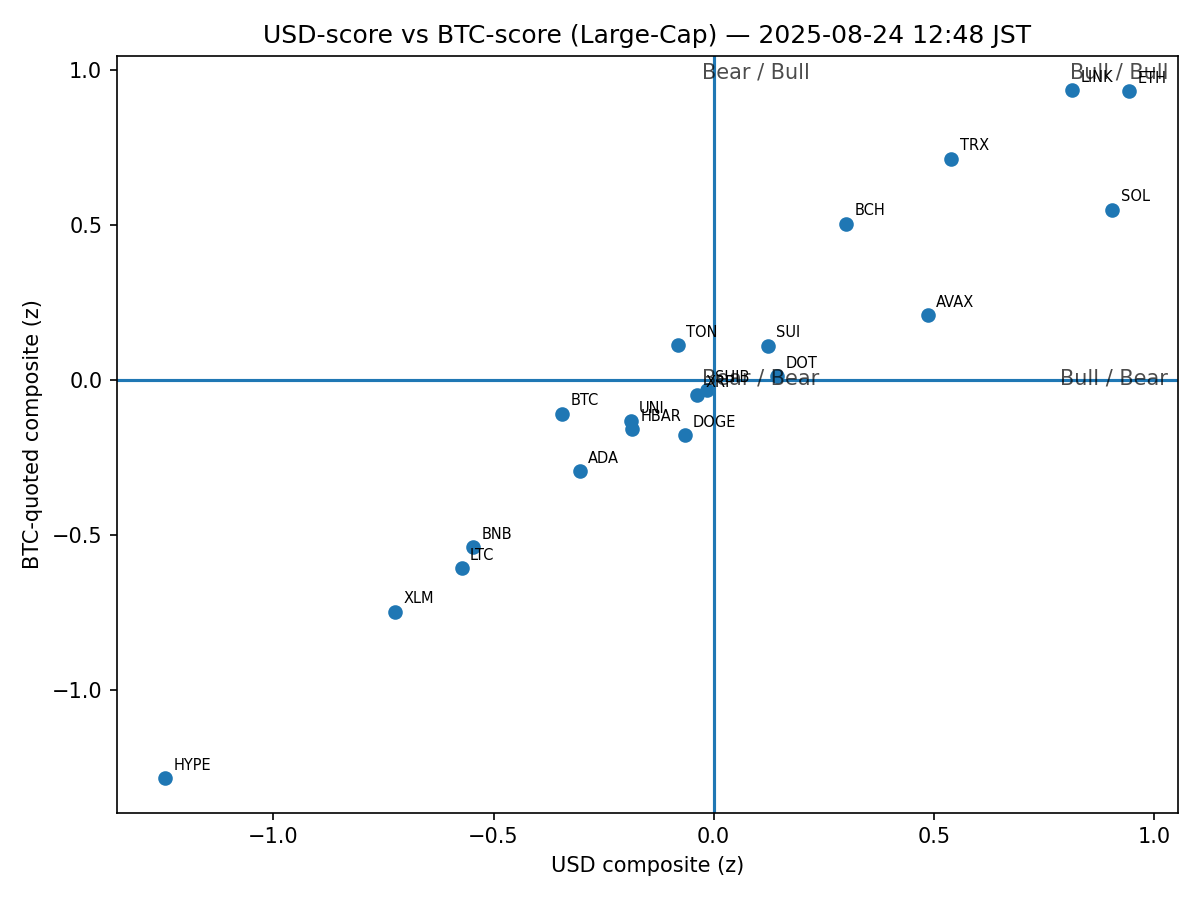 USD-score vs BTC-score (Large-Cap) — 2025-08-24 12:48 JST
1.0
Bear / Bull
Bull / Bull
LINK
ETH
TRX
SOL
0.5
BCH
AVAX
TON
SUI
DOT
0.0
Bear / Bear
Bull / Bear
SHIB
XRP
BTC
UNI
HBAR
DOGE
ADA
−0.5
BNB
LTC
XLM
−1.0
HYPE
−1.0
−0.5
0.0
0.5
1.0
USD composite (z)
BTC-quoted composite (z)